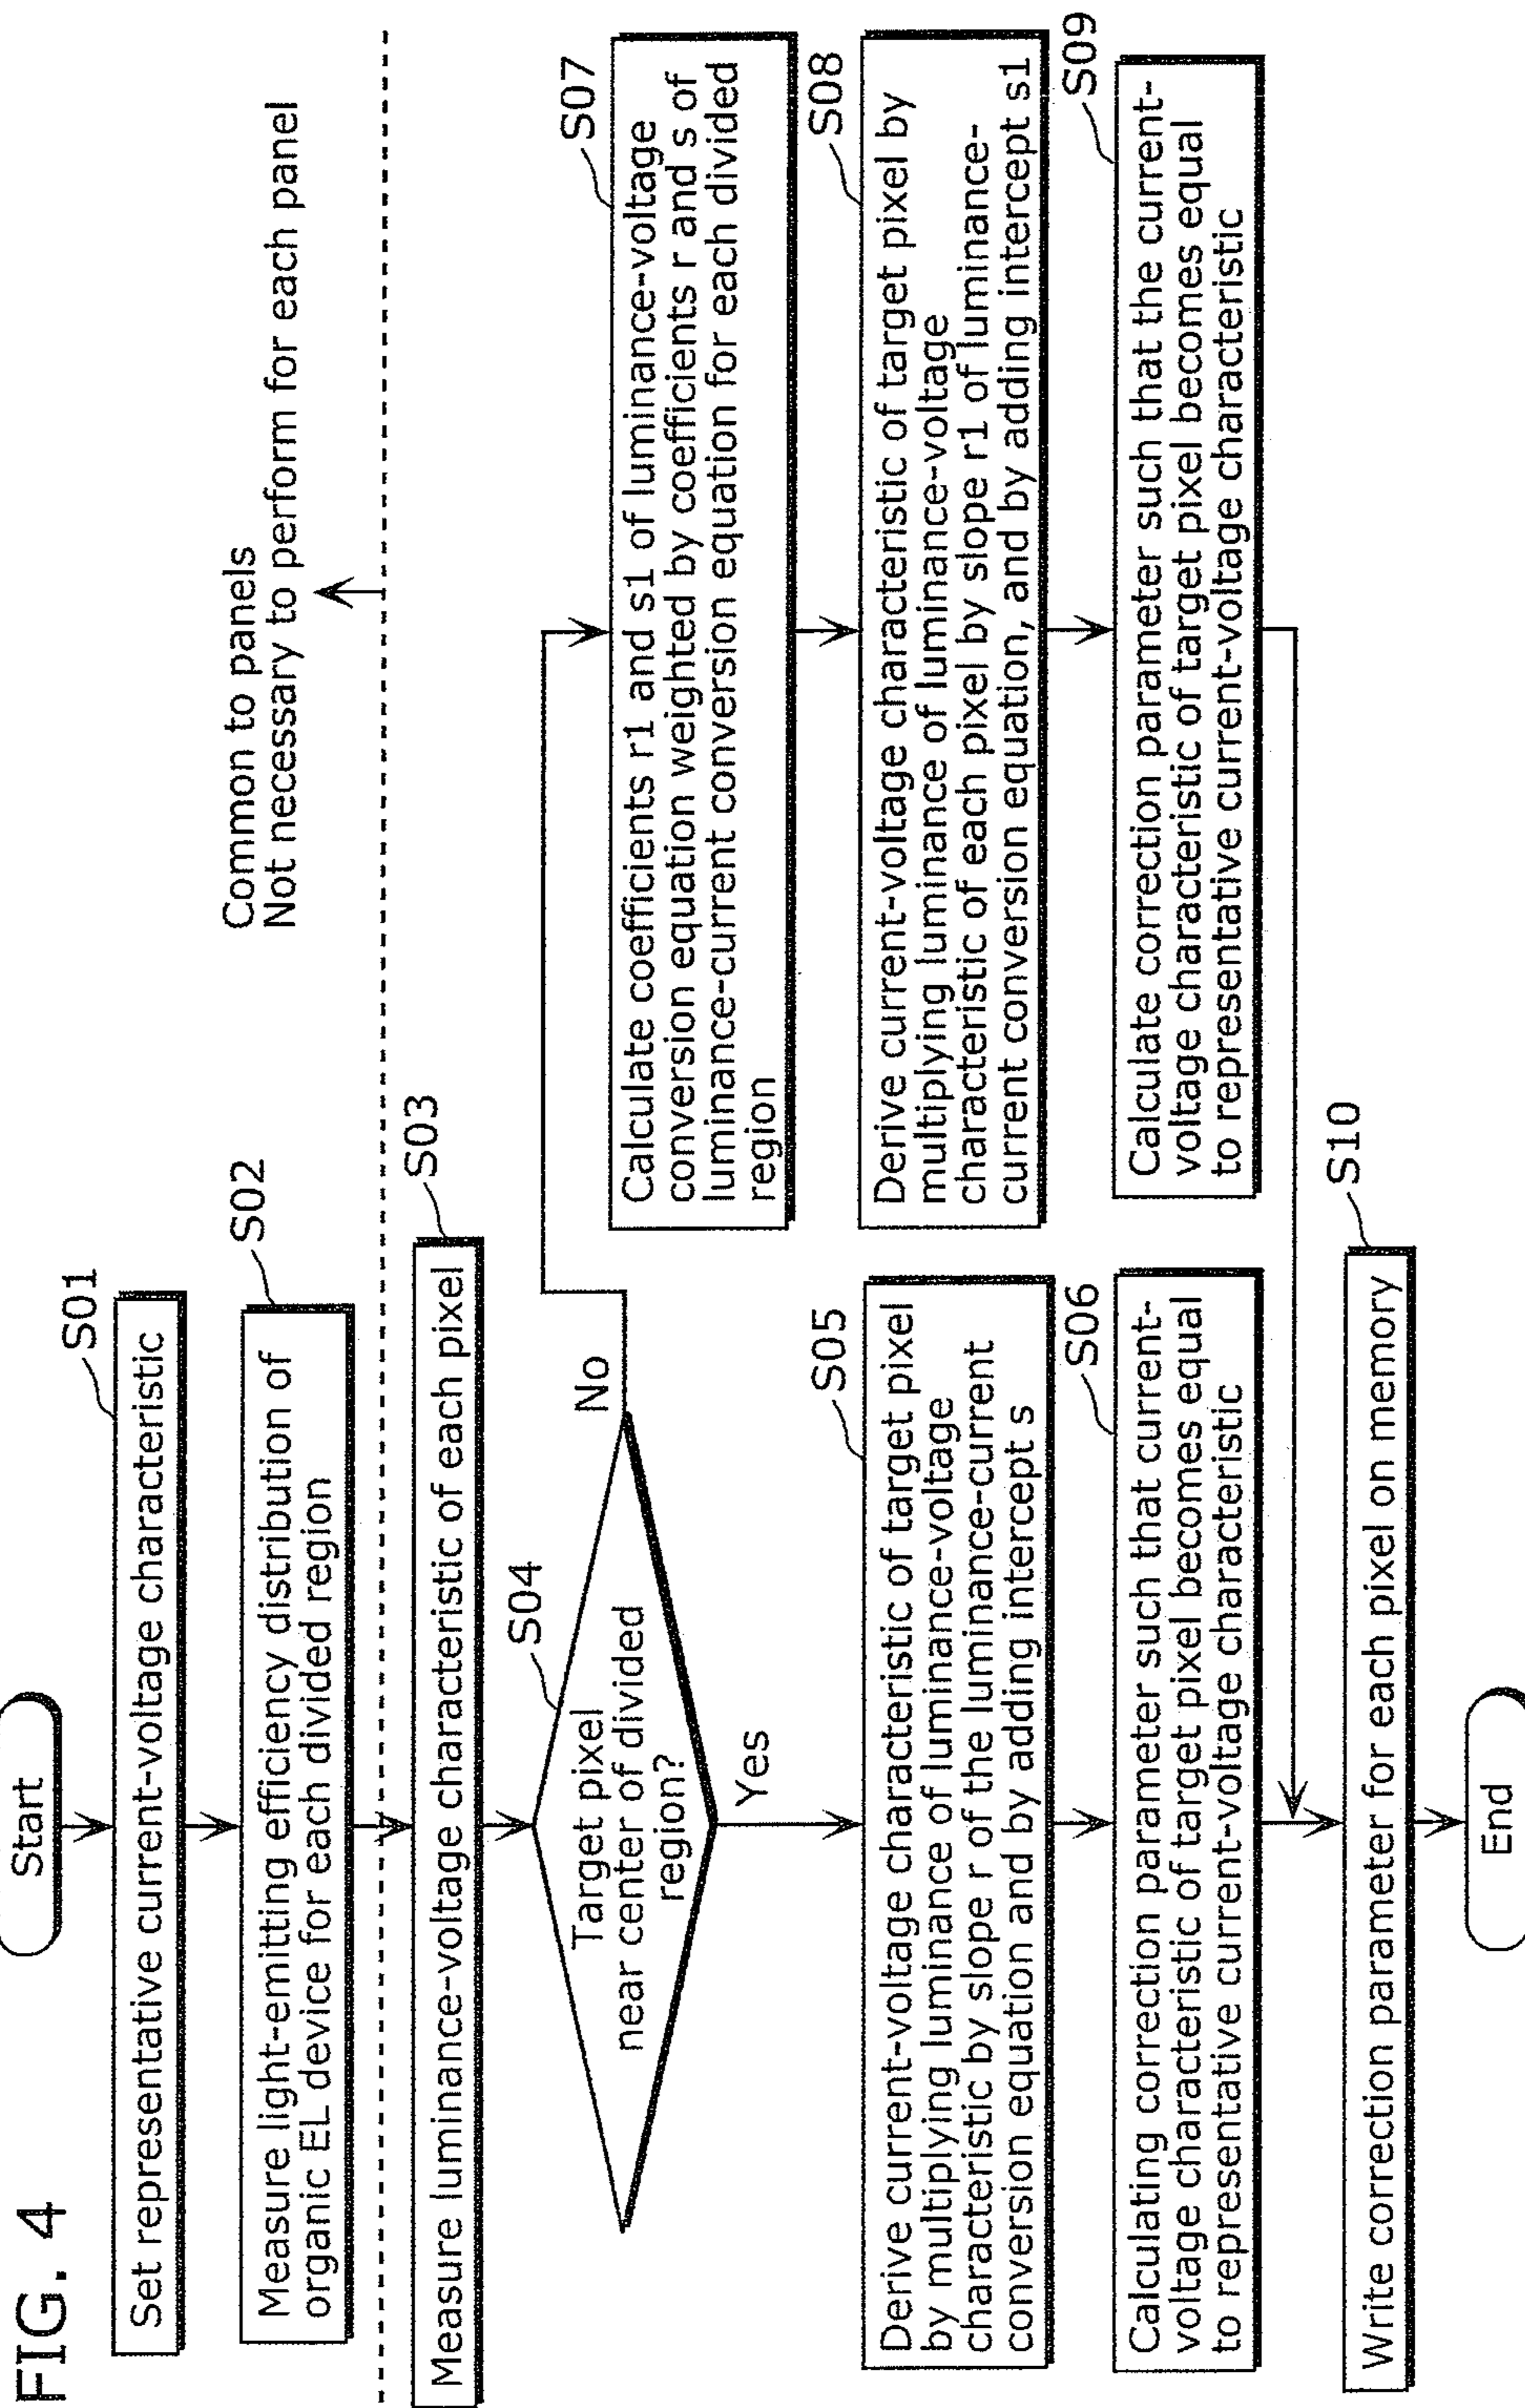 FIG. 4
Start
S01
Set representative current-voltage characteristic
S02
Measure light-emitting efficiency distribution of
organic EL device for each divided region
Common to panels
Not necessary to perform for each panel
S03
Measure luminance-voltage characteristic of each pixel
S04
Target pixel
near center of divided
region?
No
Yes
S05
Derive current-voltage characteristic of target pixel
by multiplying luminance of luminance-voltage
characteristic by slope r of the luminance-current
conversion equation and by adding intercept s
S06
Calculating correction parameter such that current-
voltage characteristic of target pixel becomes equal
to representative current-voltage characteristic
S07
Calculate coefficients r1 and s1 of luminance-voltage
conversion equation weighted by coefficients r and s of
luminance-current conversion equation for each divided
region
S08
Derive current-voltage characteristic of target pixel by
multiplying luminance of luminance-voltage
characteristic of each pixel by slope r1 of luminance-
current conversion equation, and by adding intercept s1
S09
Calculate correction parameter such that the current-
voltage characteristic of target pixel becomes equal
to representative current-voltage characteristic
S10
Write correction parameter for each pixel on memory
End